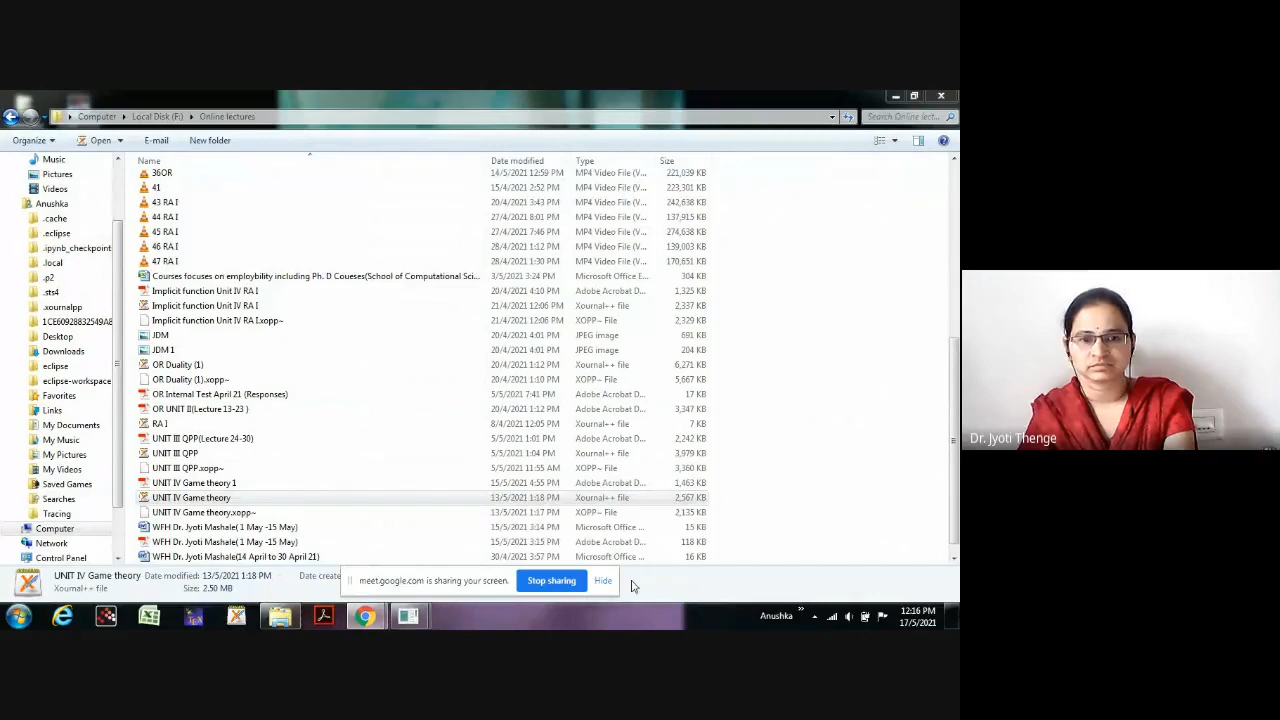 Computer ▸ Local Disk (F:) ▸ Online lectures
Search Online lect...
Organize Open E-mail New folder
Name Date modified Type Size
Music
Pictures
Videos
Anushka
.cache
.eclipse
.ipynb_checkpoint
.local
.p2
.sts4
.xournalpp
1CE60928832549A8
Desktop
Downloads
eclipse
eclipse-workspace
Favorites
Links
My Documents
My Music
My Pictures
My Videos
Saved Games
Searches
Tracing
Computer
Network
Control Panel
36OR 14/5/2021 12:59 PM MP4 Video File (V... 221,039 KB
41 15/4/2021 2:52 PM MP4 Video File (V... 223,301 KB
43 RA I 20/4/2021 3:43 PM MP4 Video File (V... 242,638 KB
44 RA I 27/4/2021 8:01 PM MP4 Video File (V... 137,915 KB
45 RA I 27/4/2021 7:46 PM MP4 Video File (V... 274,638 KB
46 RA I 28/4/2021 1:12 PM MP4 Video File (V... 139,003 KB
47 RA I 28/4/2021 1:30 PM MP4 Video File (V... 170,651 KB
Courses focuses on employbility including Ph. D Coueses(School of Computational Sci... 3/5/2021 3:24 PM Microsoft Office E... 304 KB
Implicit function Unit IV RA I 20/4/2021 4:10 PM Adobe Acrobat D... 1,325 KB
Implicit function Unit IV RA I 21/4/2021 12:06 PM Xournal++ file 2,337 KB
Implicit function Unit IV RA I.xopp~ 21/4/2021 12:06 PM XOPP~ File 2,329 KB
JDM 20/4/2021 4:01 PM JPEG image 691 KB
JDM 1 20/4/2021 4:01 PM JPEG image 204 KB
OR Duality (1) 20/4/2021 1:12 PM Xournal++ file 6,271 KB
OR Duality (1).xopp~ 20/4/2021 1:10 PM XOPP~ File 5,667 KB
OR Internal Test April 21 (Responses) 5/5/2021 7:41 PM Adobe Acrobat D... 17 KB
OR UNIT II(Lecture 13-23 ) 20/4/2021 1:12 PM Adobe Acrobat D... 3,347 KB
RA I 8/4/2021 12:05 PM Xournal++ file 7 KB
UNIT III QPP(Lecture 24-30) 5/5/2021 1:01 PM Adobe Acrobat D... 2,242 KB
UNIT III QPP 5/5/2021 1:04 PM Xournal++ file 3,979 KB
UNIT III QPP.xopp~ 5/5/2021 11:55 AM XOPP~ File 3,360 KB
UNIT IV Game theory 1 15/5/2021 4:55 PM Adobe Acrobat D... 1,463 KB
UNIT IV Game theory 13/5/2021 1:18 PM Xournal++ file 2,567 KB
UNIT IV Game theory.xopp~ 13/5/2021 1:17 PM XOPP~ File 2,135 KB
WFH Dr. Jyoti Mashale( 1 May -15 May) 15/5/2021 3:14 PM Microsoft Office ... 15 KB
WFH Dr. Jyoti Mashale( 1 May -15 May) 15/5/2021 3:15 PM Adobe Acrobat D... 118 KB
WFH Dr. Jyoti Mashale(14 April to 30 April 21) 30/4/2021 3:57 PM Microsoft Office ... 16 KB
UNIT IV Game theory Date modified: 13/5/2021 1:18 PM Date create
Xournal++ file Size: 2.50 MB
meet.google.com is sharing your screen. Stop sharing Hide
Anushka
12:16 PM
17/5/2021
Dr. Jyoti Thenge